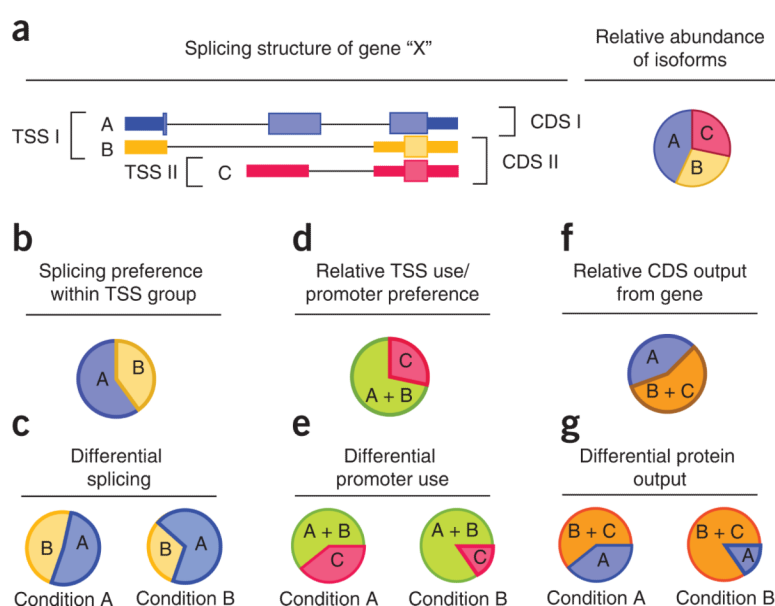 a
Splicing structure of gene “X”
Relative abundance
of isoforms
TSS I
A
B
TSS II
C
CDS I
CDS II
A
C
B
b
Splicing preference
within TSS group
A
B
d
Relative TSS use/
promoter preference
C
A + B
f
Relative CDS output
from gene
A
B + C
c
Differential
splicing
B
A
Condition A
B
A
Condition B
e
Differential
promoter use
A + B
C
Condition A
A + B
C
Condition B
g
Differential protein
output
B + C
A
Condition A
B + C
A
Condition B